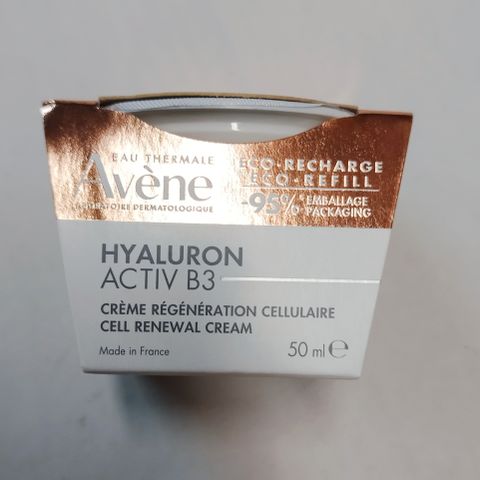 EAU THERMALE
Avène
LABORATOIRE DERMATOLOGIQUE
ECO-RECHARGE
ECO-REFILL
-95%* EMBALLAGE
PACKAGING
HYALURON
ACTIV B3
CRÈME RÉGÉNÉRATION CELLULAIRE
CELL RENEWAL CREAM
Made in France
50 ml ℮